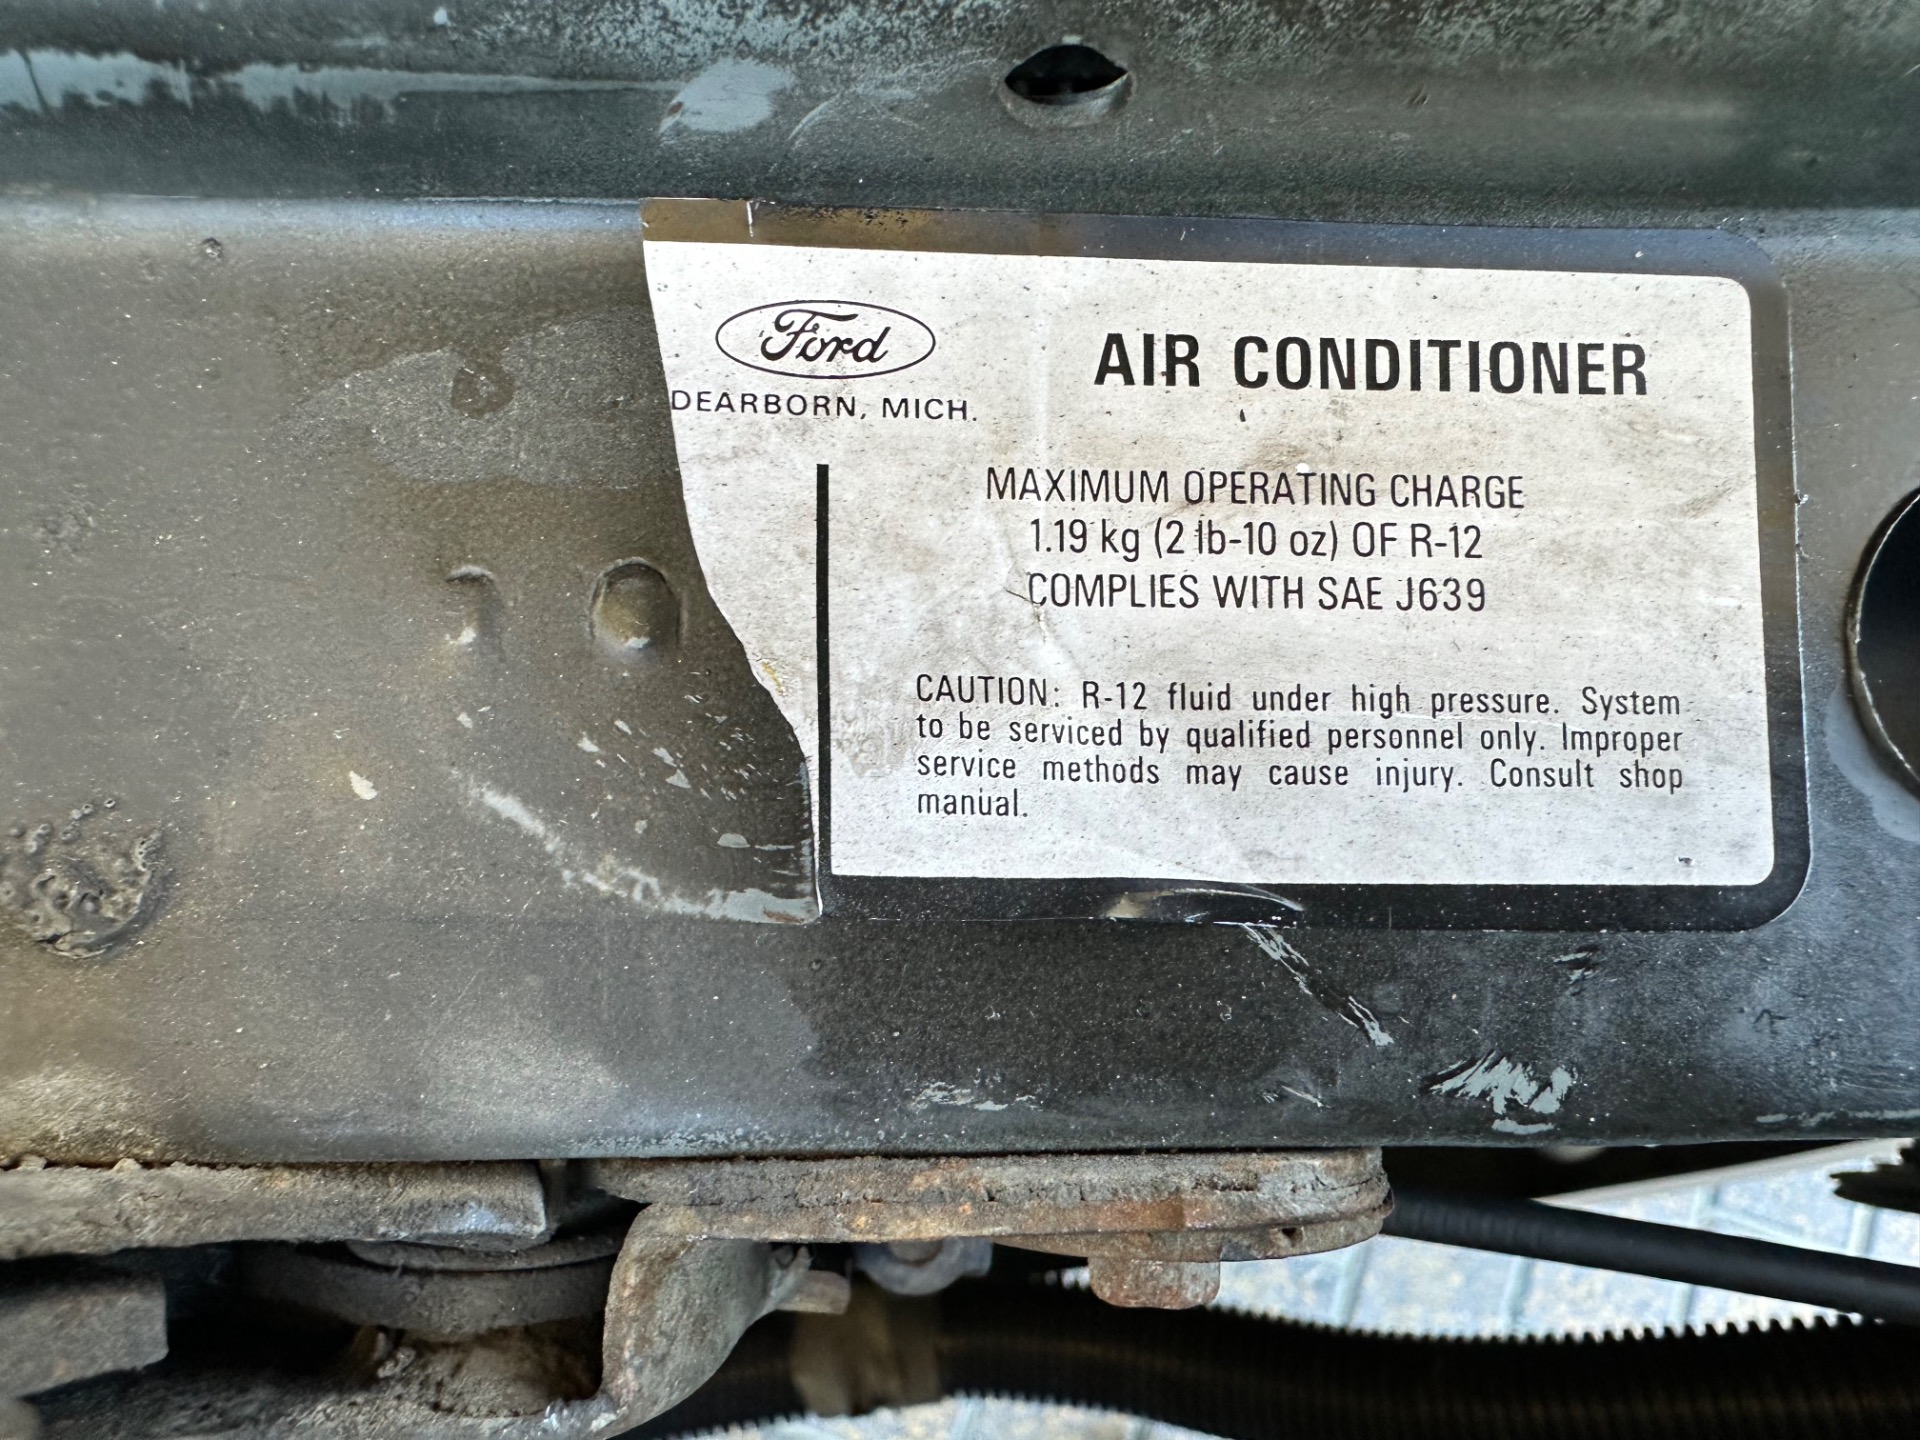 Ford
DEARBORN, MICH.
AIR CONDITIONER
MAXIMUM OPERATING CHARGE
1.19 kg (2 lb-10 oz) OF R-12
COMPLIES WITH SAE J639
CAUTION: R-12 fluid under high pressure. System
to be serviced by qualified personnel only. Improper
service methods may cause injury. Consult shop
manual.
10